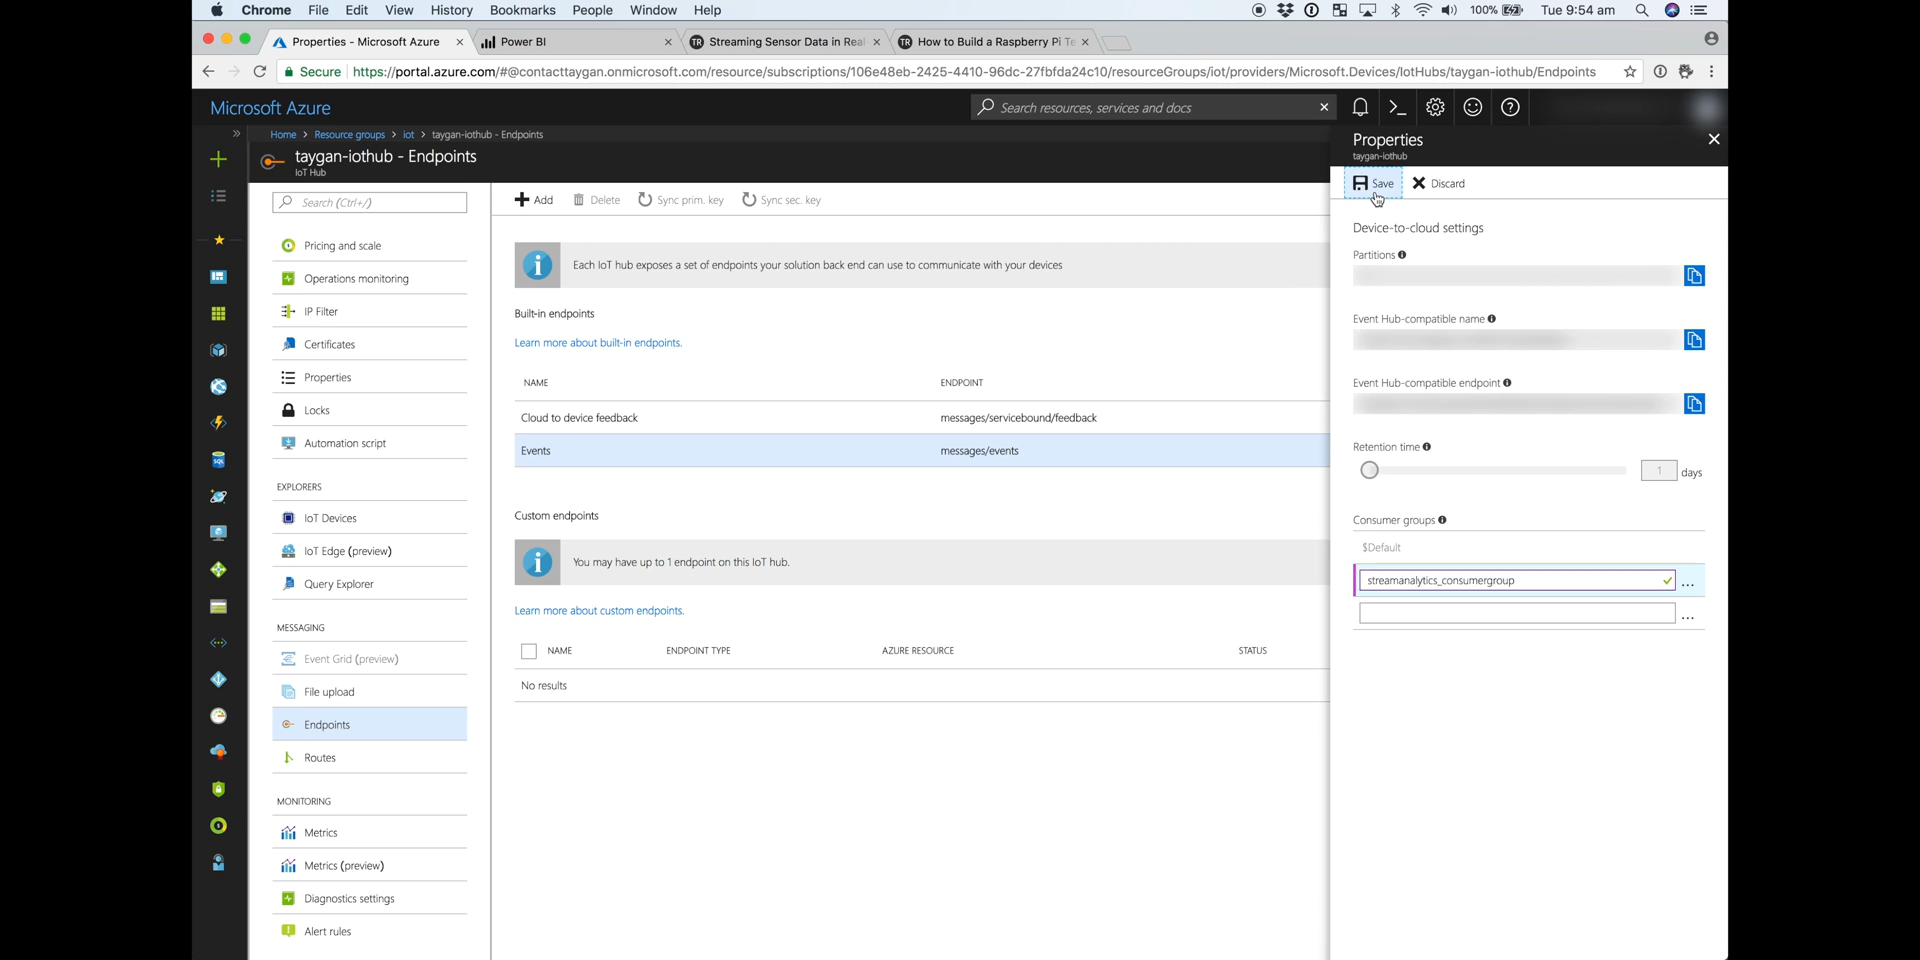 Chrome File Edit View History Bookmarks People Window Help 100% Tue 9:54 am
Properties - Microsoft Azure Power BI Streaming Sensor Data in Real How to Build a Raspberry Pi Te
Secure https://portal.azure.com/#@contacttaygan.onmicrosoft.com/resource/subscriptions/106e48eb-2425-4410-96dc-27fbfda24c10/resourceGroups/iot/providers/Microsoft.Devices/IotHubs/taygan-iothub/Endpoints
Microsoft Azure
Search resources, services and docs
Home > Resource groups > iot > taygan-iothub - Endpoints
taygan-iothub - Endpoints
IoT Hub
Search (Ctrl+/)
Pricing and scale
Operations monitoring
IP Filter
Certificates
Properties
Locks
Automation script
EXPLORERS
IoT Devices
IoT Edge (preview)
Query Explorer
MESSAGING
Event Grid (preview)
File upload
Endpoints
Routes
MONITORING
Metrics
Metrics (preview)
Diagnostics settings
Alert rules
SQL
Add Delete Sync prim. key Sync sec. key
Each IoT hub exposes a set of endpoints your solution back end can use to communicate with your devices
Built-in endpoints
Learn more about built-in endpoints.
NAME ENDPOINT
Cloud to device feedback messages/servicebound/feedback
Events messages/events
Custom endpoints
You may have up to 1 endpoint on this IoT hub.
Learn more about custom endpoints.
NAME ENDPOINT TYPE AZURE RESOURCE STATUS
No results
Properties
taygan-iothub
Save Discard
Device-to-cloud settings
Partitions
Event Hub-compatible name
Event Hub-compatible endpoint
Retention time
1 days
Consumer groups
$Default
streamanalytics_consumergroup ...
...